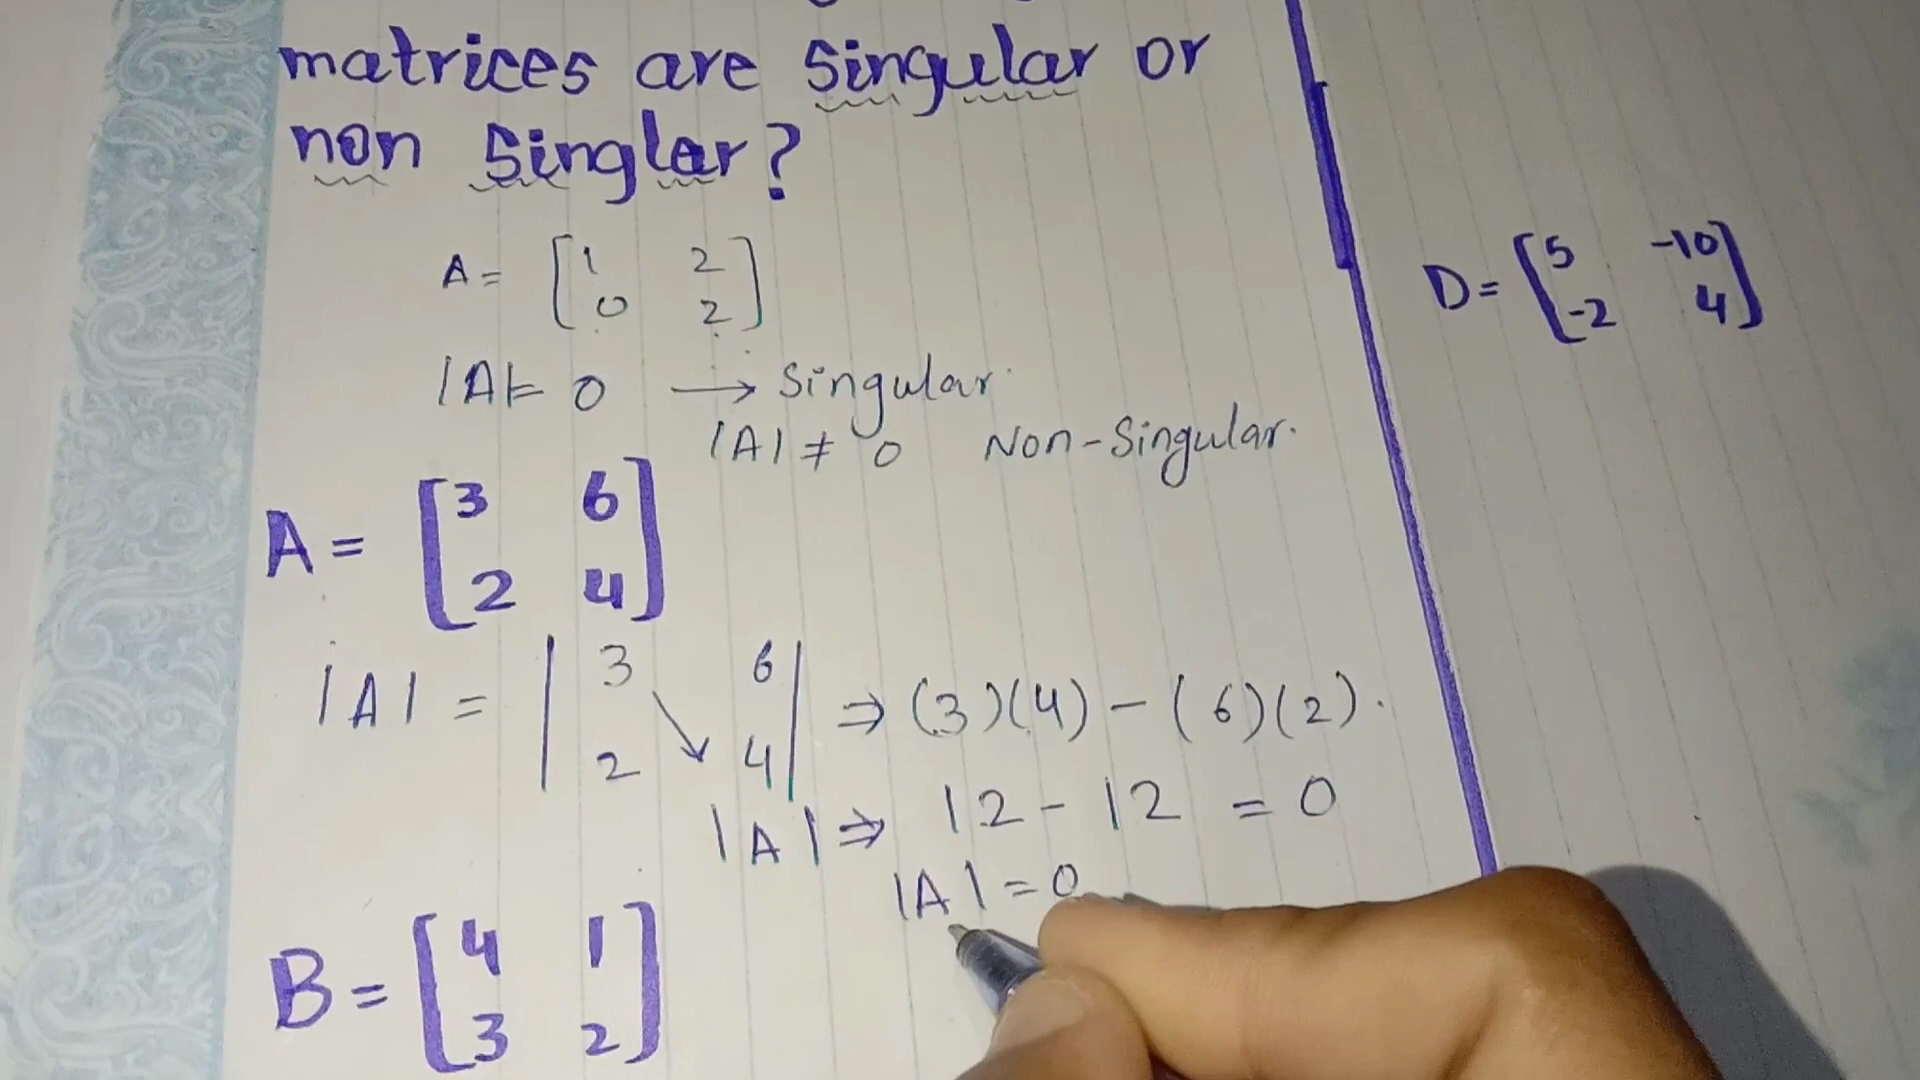 matrices are singular or
non singlar?
A = [1 2
0 2]
|A|= 0 → singular.
|A| ≠ 0 Non-singular.
A = [3 6
2 4]
|A| = |3 6
2 4| ⇒ (3)(4) - (6)(2).
|A| ⇒ 12 - 12 = 0
|A| = 0
B = [4 1
3 2]
D = [5 -10
-2 4]